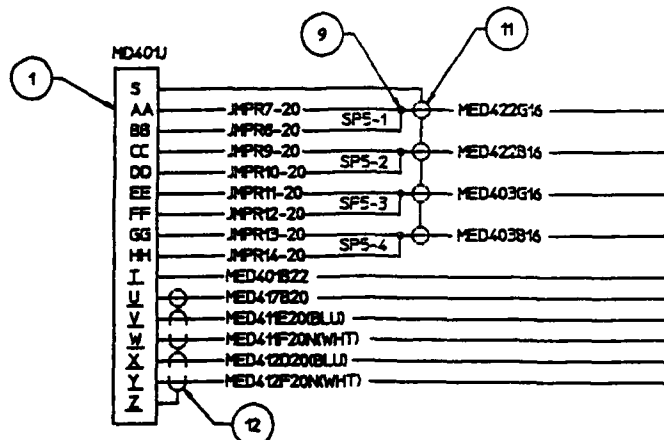 9
11
MD401J
1
S
AA JMPR7-20 SP5-1 MED422G16
BB JMPR8-20
CC JMPR9-20 SP5-2 MED422B16
DD JMPR10-20
EE JMPR11-20 SP5-3 MED403G16
FF JMPR12-20
GG JMPR13-20 SP5-4 MED403B16
HH JMPR14-20
T MED401B22
U MED417B20
V MED411E20(BLU)
W MED411F20N(WHT)
X MED412D20(BLU)
Y MED412F20N(WHT)
Z
12